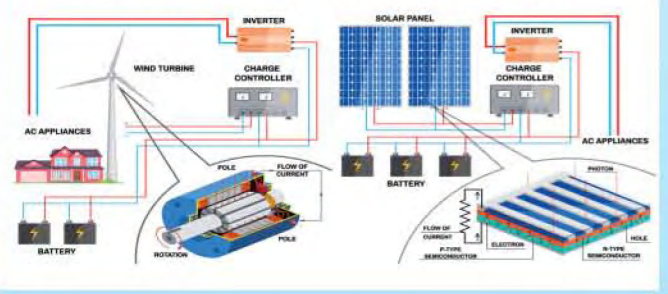 INVERTER
WIND TURBINE
CHARGE
CONTROLLER
AC APPLIANCES
POLE
FLOW OF
CURRENT
BATTERY
ROTATION
POLE
SOLAR PANEL
INVERTER
CHARGE
CONTROLLER
AC APPLIANCES
BATTERY
PHOTON
FLOW OF
CURRENT
ELECTRON
HOLE
P-TYPE
SEMICONDUCTOR
N-TYPE
SEMICONDUCTOR